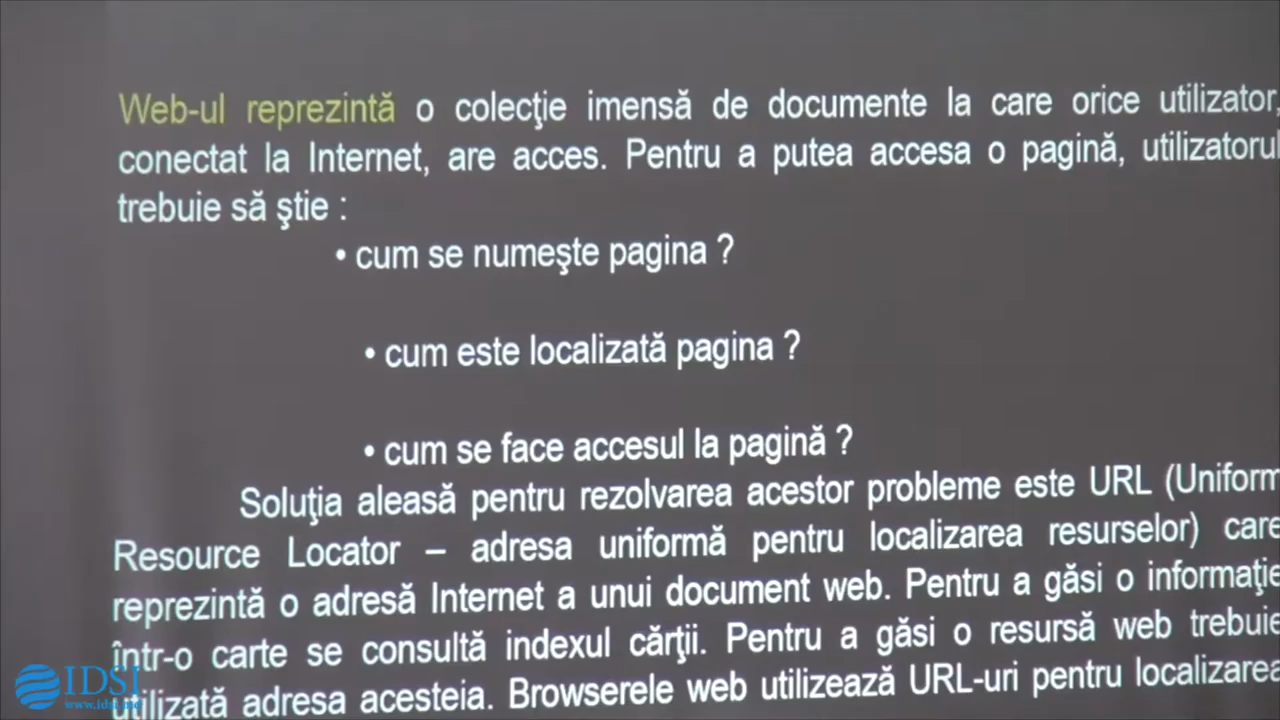 Web-ul reprezintă o colecţie imensă de documente la care orice utilizator,
conectat la Internet, are acces. Pentru a putea accesa o pagină, utilizatorul
trebuie să ştie :
• cum se numeşte pagina ?
• cum este localizată pagina ?
• cum se face accesul la pagină ?
Soluţia aleasă pentru rezolvarea acestor probleme este URL (Uniform
Resource Locator – adresa uniformă pentru localizarea resurselor) care
reprezintă o adresă Internet a unui document web. Pentru a găsi o informaţie
într-o carte se consultă indexul cărţii. Pentru a găsi o resursă web trebuie
utilizată adresa acesteia. Browserele web utilizează URL-uri pentru localizarea
IDSI
www.idsi.md